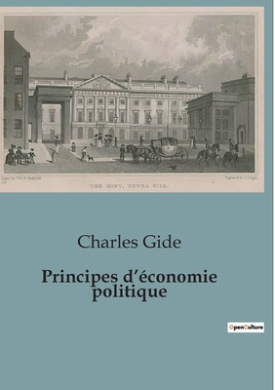 THE MINT, TOWER HILL.
Charles Gide
Principes d'économie
politique
OpenCulture